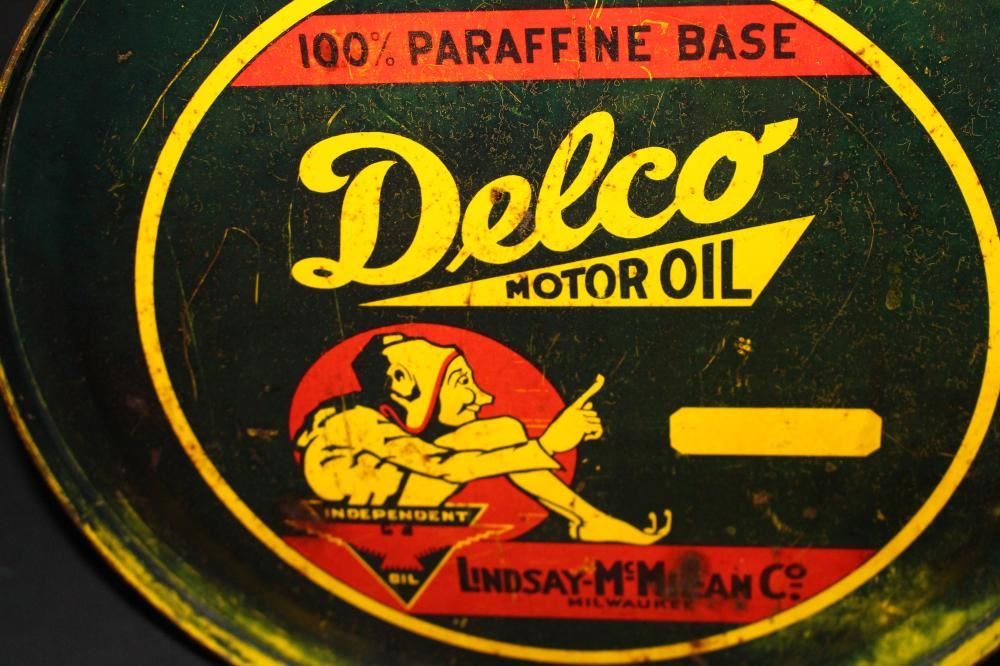 100% PARAFFINE BASE
Delco
MOTOR OIL
INDEPENDENT
OIL
LINDSAY-McMILLAN Co.
MILWAUKEE